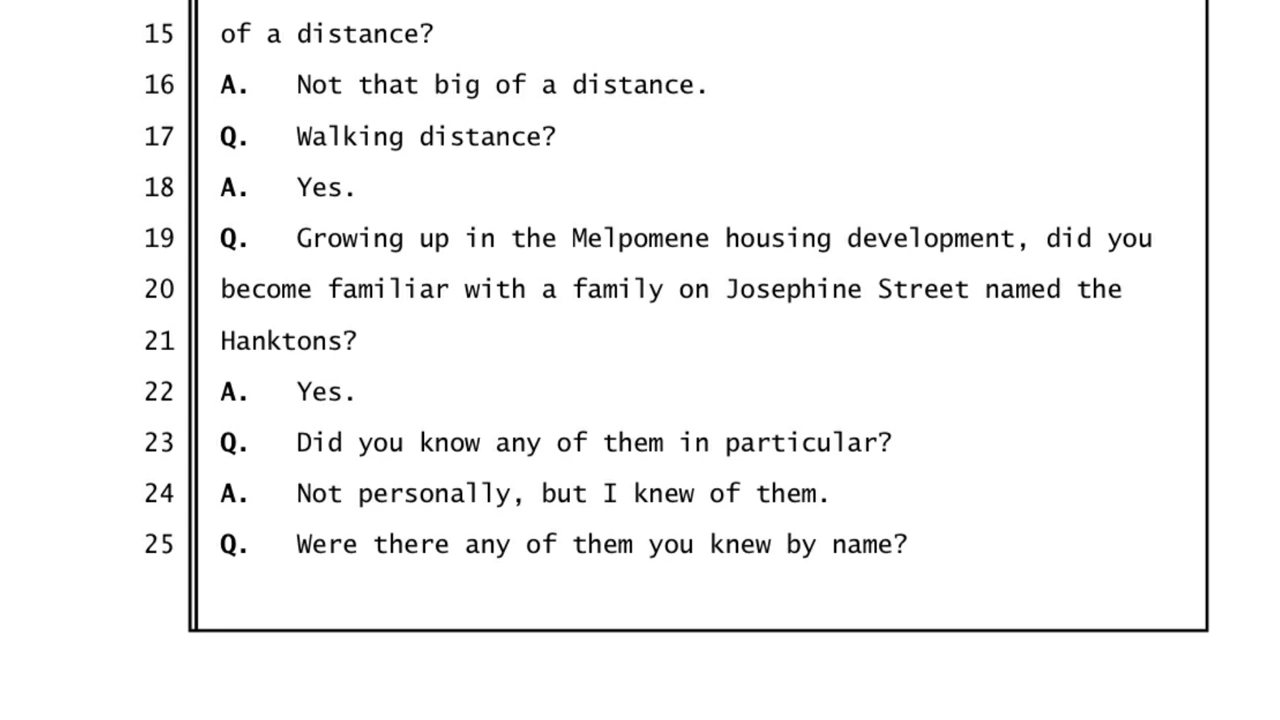 15 of a distance?
16 A. Not that big of a distance.
17 Q. Walking distance?
18 A. Yes.
19 Q. Growing up in the Melpomene housing development, did you
20 become familiar with a family on Josephine Street named the
21 Hanktons?
22 A. Yes.
23 Q. Did you know any of them in particular?
24 A. Not personally, but I knew of them.
25 Q. Were there any of them you knew by name?